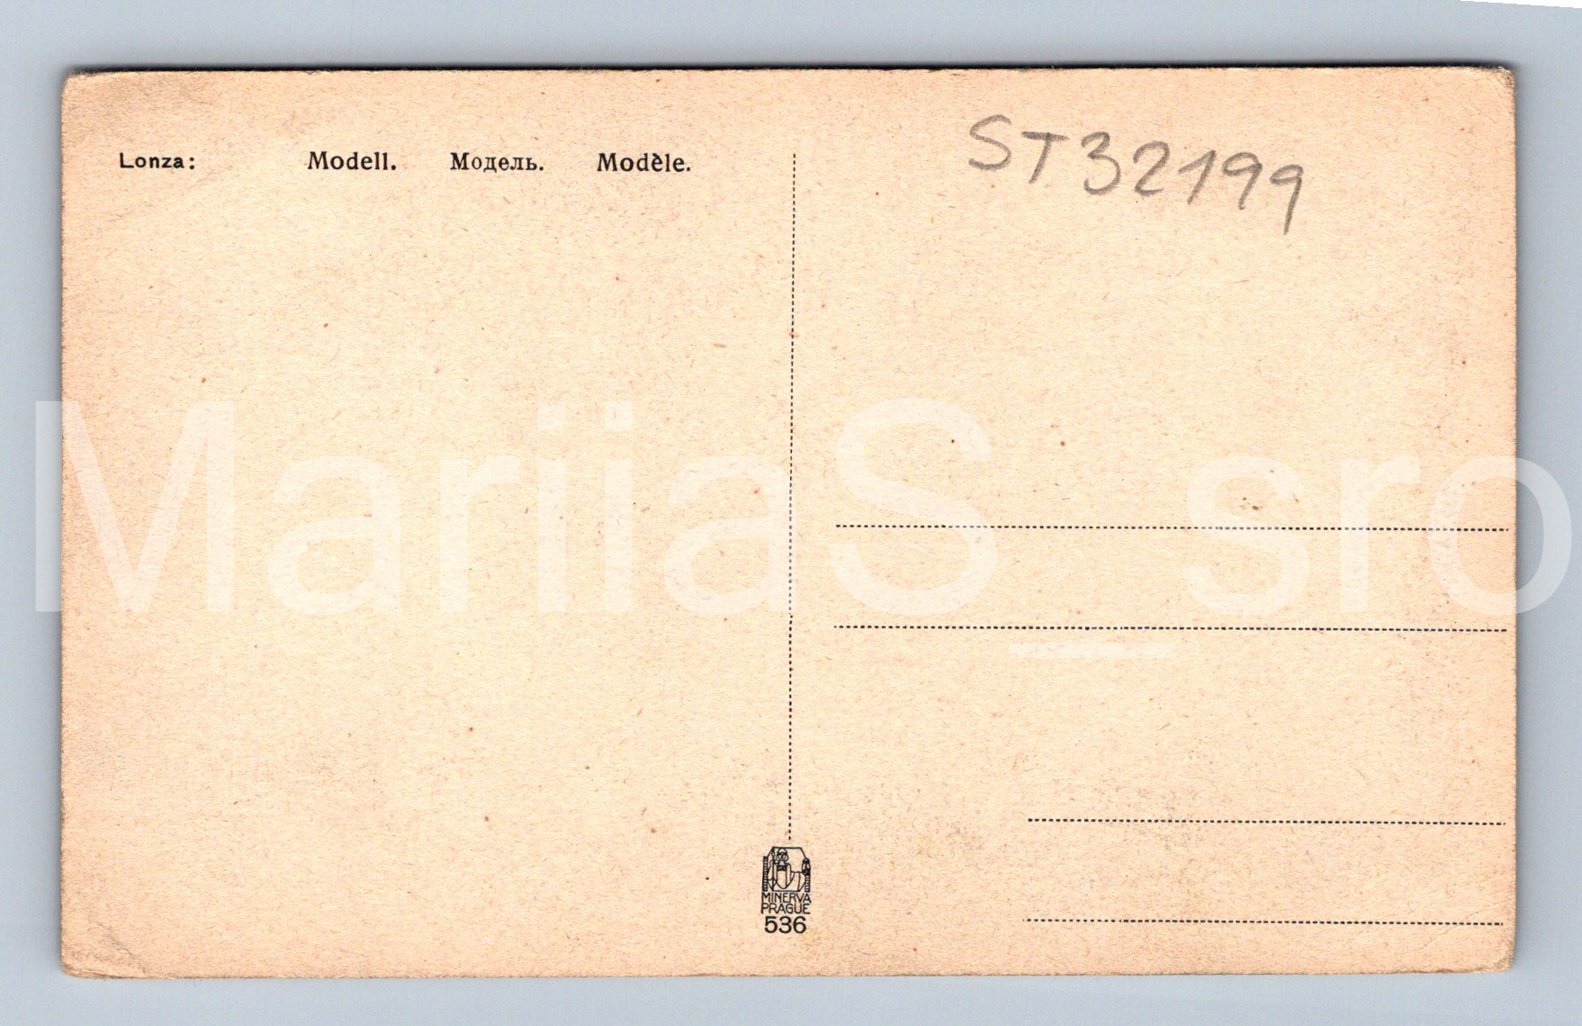 Lonza: Modell. Модель. Modèle.
ST32199
MariiaS_sro
MINERVA
PRAGUE
536